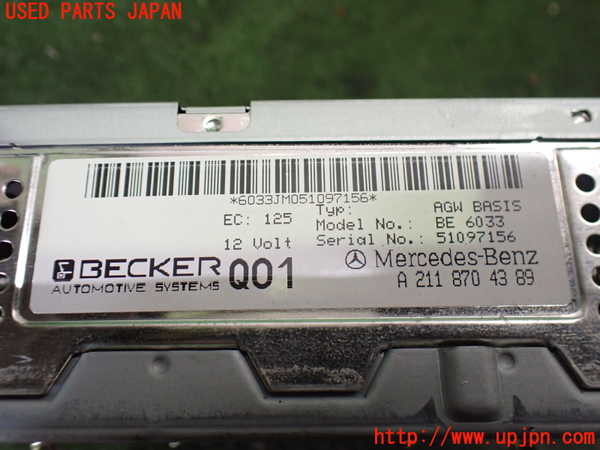 USED PARTS JAPAN
*6033JM051097156*
EC: 125 Typ: AGW BASIS
Model No.: BE 6033
12 Volt Serial No.: 51097156
BECKER Q01 Mercedes-Benz
AUTOMOTIVE SYSTEMS A 211 870 43 89
http://www.upjpn.com/